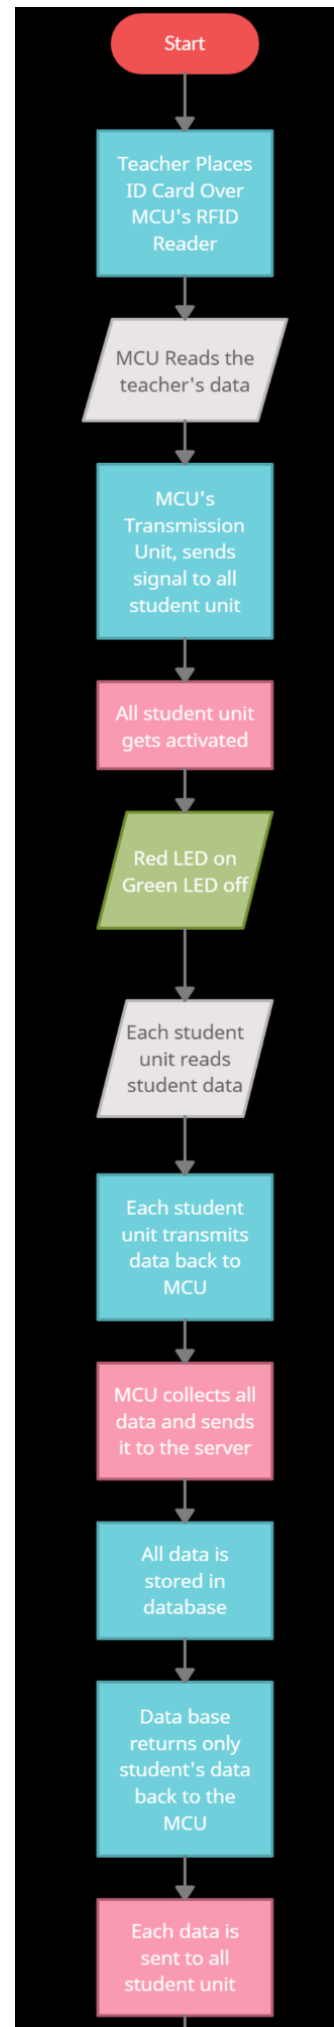 Start
Teacher Places
ID Card Over
MCU's RFID
Reader
MCU Reads the
teacher's data
MCU's
Transmission
Unit, sends
signal to all
student unit
All student unit
gets activated
Red LED on
Green LED off
Each student
unit reads
student data
Each student
unit transmits
data back to
MCU
MCU collects all
data and sends
it to the server
All data is
stored in
database
Data base
returns only
student's data
back to the
MCU
Each data is
sent to all
student unit